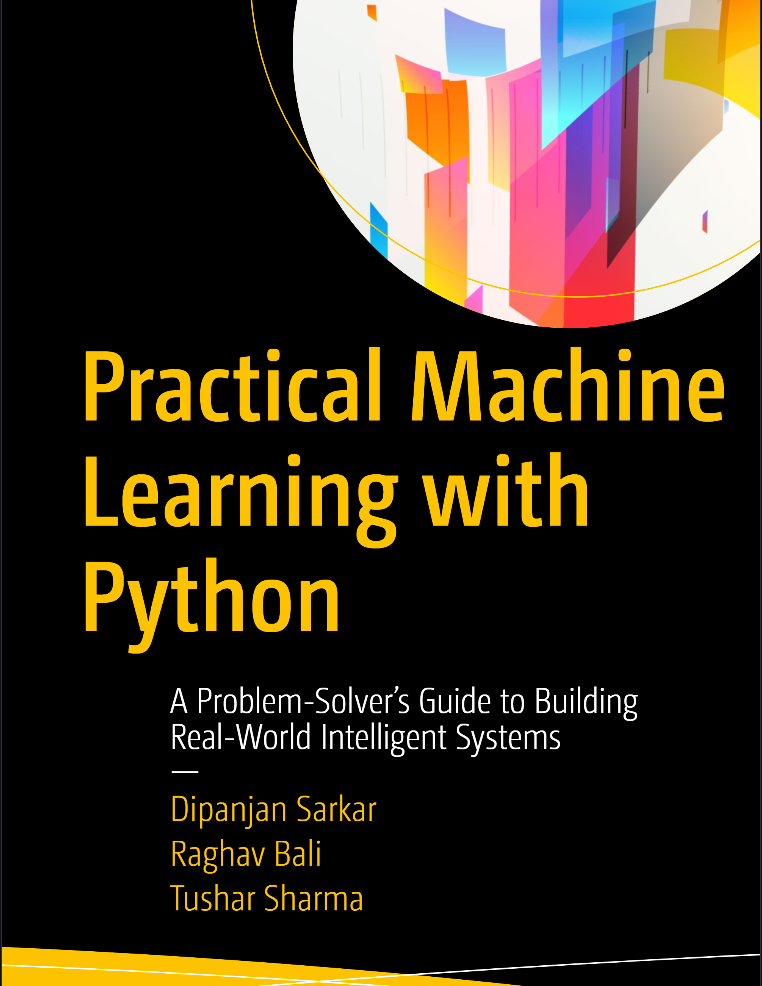 Practical Machine
Learning with
Python
A Problem-Solver’s Guide to Building
Real-World Intelligent Systems
—
Dipanjan Sarkar
Raghav Bali
Tushar Sharma